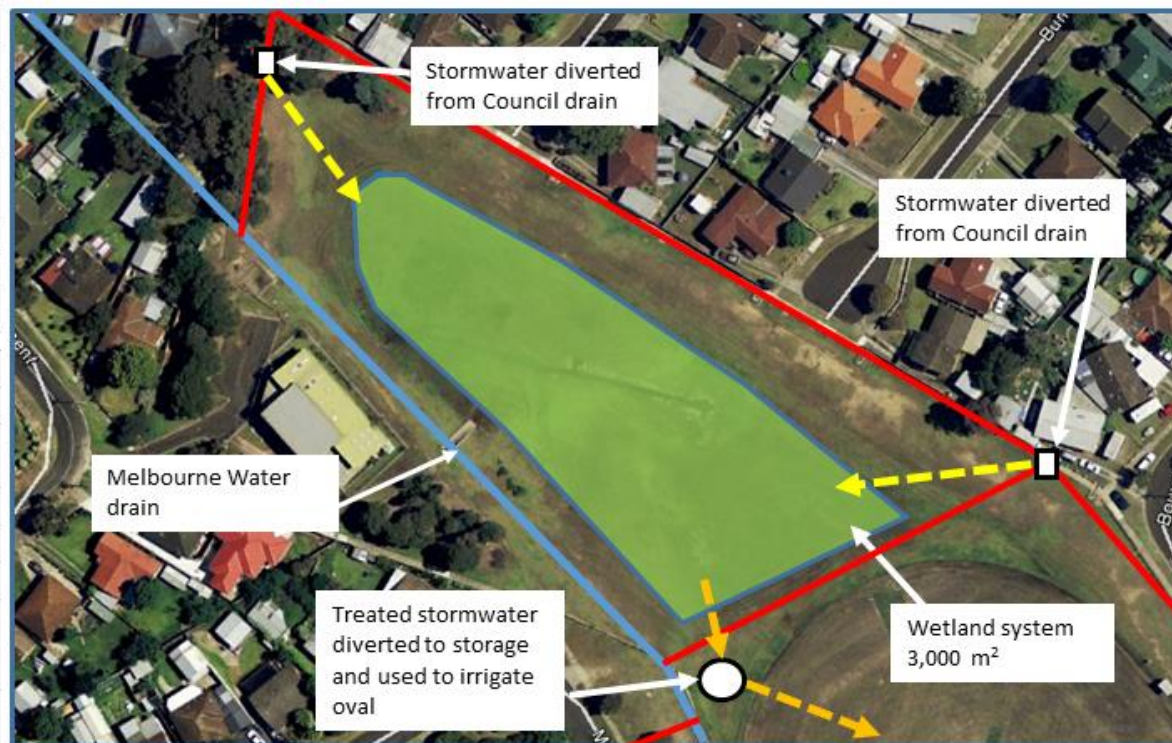 Stormwater diverted
from Council drain
Stormwater diverted
from Council drain
Melbourne Water
drain
Treated stormwater
diverted to storage
and used to irrigate
oval
Wetland system
3,000 m²